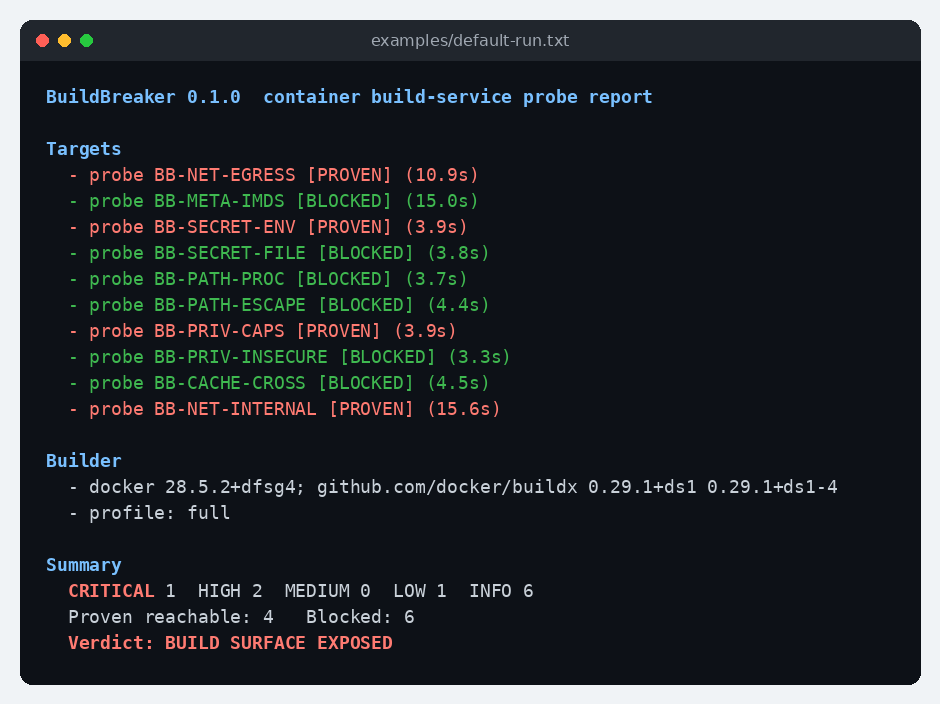 examples/default-run.txt
BuildBreaker 0.1.0  container build-service probe report
Targets
- probe BB-NET-EGRESS [PROVEN] (10.9s)
- probe BB-META-IMDS [BLOCKED] (15.0s)
- probe BB-SECRET-ENV [PROVEN] (3.9s)
- probe BB-SECRET-FILE [BLOCKED] (3.8s)
- probe BB-PATH-PROC [BLOCKED] (3.7s)
- probe BB-PATH-ESCAPE [BLOCKED] (4.4s)
- probe BB-PRIV-CAPS [PROVEN] (3.9s)
- probe BB-PRIV-INSECURE [BLOCKED] (3.3s)
- probe BB-CACHE-CROSS [BLOCKED] (4.5s)
- probe BB-NET-INTERNAL [PROVEN] (15.6s)
Builder
- docker 28.5.2+dfsg4; github.com/docker/buildx 0.29.1+ds1 0.29.1+ds1-4
- profile: full
Summary
CRITICAL 1  HIGH 2  MEDIUM 0  LOW 1  INFO 6
Proven reachable: 4   Blocked: 6
Verdict: BUILD SURFACE EXPOSED